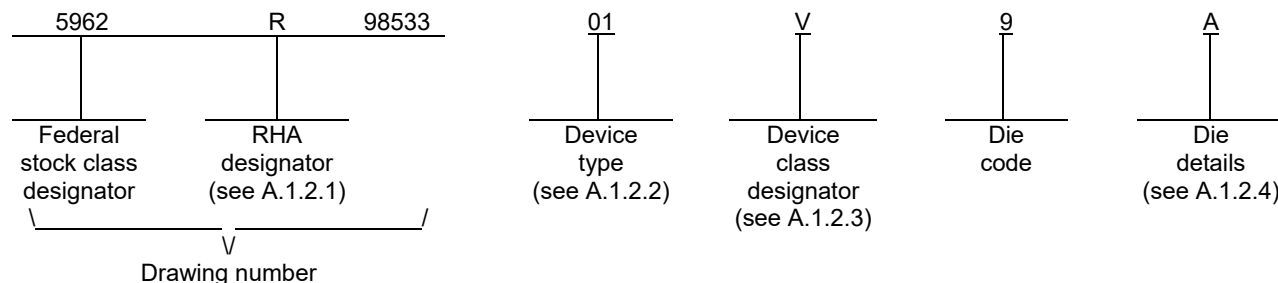 5962 R 98533 01 V 9 A
Federal stock class designator
RHA designator (see A.1.2.1)
Device type (see A.1.2.2)
Device class designator (see A.1.2.3)
Die code
Die details (see A.1.2.4)
\ /
\/
Drawing number